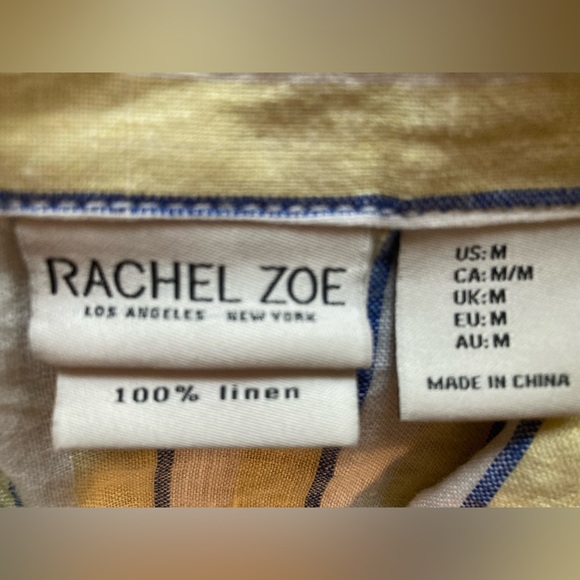 RACHEL ZOE
LOS ANGELES NEW YORK
100% linen
US: M
CA: M/M
UK: M
EU: M
AU: M
MADE IN CHINA